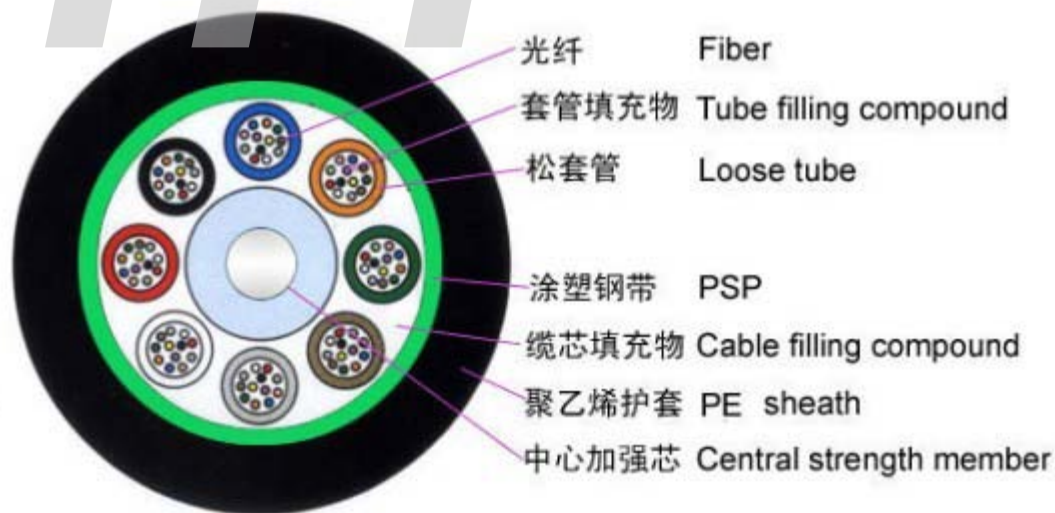 光纤 Fiber
套管填充物 Tube filling compound
松套管 Loose tube
涂塑钢带 PSP
缆芯填充物 Cable filling compound
聚乙烯护套 PE sheath
中心加强芯 Central strength member